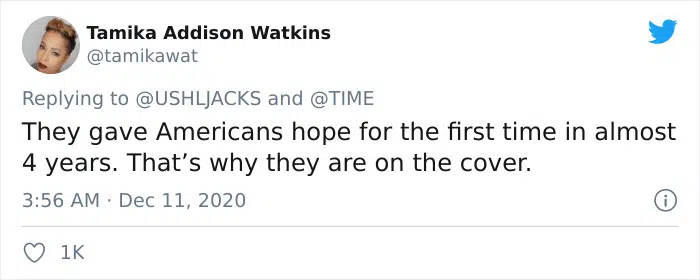 Tamika Addison Watkins
@tamikawat
Replying to @USHLJACKS and @TIME
They gave Americans hope for the first time in almost
4 years. That’s why they are on the cover.
3:56 AM · Dec 11, 2020
1K